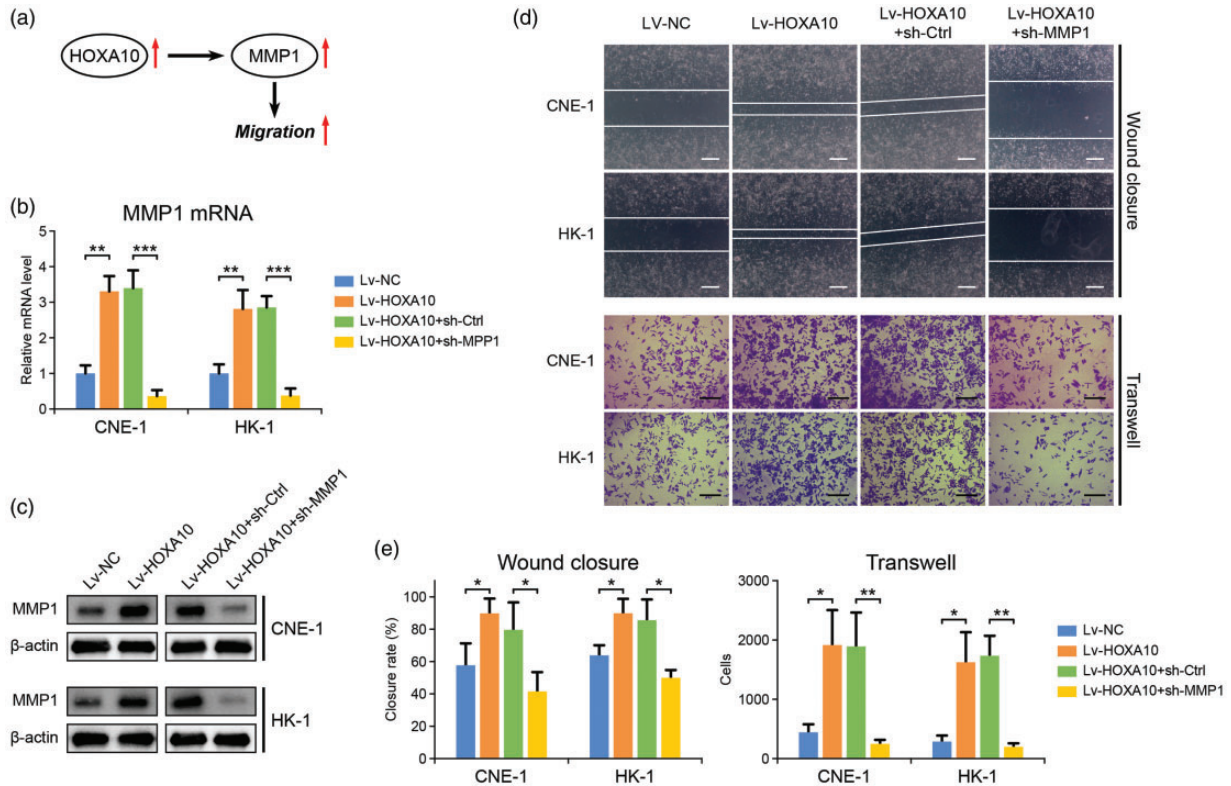 (a)
HOXA10
MMP1
Migration
(b)
MMP1 mRNA
Relative mRNA level
5
4
3
2
1
0
**
***
**
***
CNE-1
HK-1
Lv-NC
Lv-HOXA10
Lv-HOXA10+sh-Ctrl
Lv-HOXA10+sh-MPP1
(c)
Lv-NC
Lv-HOXA10
Lv-HOXA10+sh-Ctrl
Lv-HOXA10+sh-MMP1
MMP1
β-actin
CNE-1
MMP1
β-actin
HK-1
(d)
LV-NC
Lv-HOXA10
Lv-HOXA10
+sh-Ctrl
Lv-HOXA10
+sh-MMP1
CNE-1
HK-1
Wound closure
CNE-1
HK-1
Transwell
(e)
Wound closure
Closure rate (%)
100
80
60
40
20
0
*
*
*
*
CNE-1
HK-1
Transwell
Cells
3000
2000
1000
500
0
*
**
*
**
CNE-1
HK-1
Lv-NC
Lv-HOXA10
Lv-HOXA10+sh-Ctrl
Lv-HOXA10+sh-MMP1